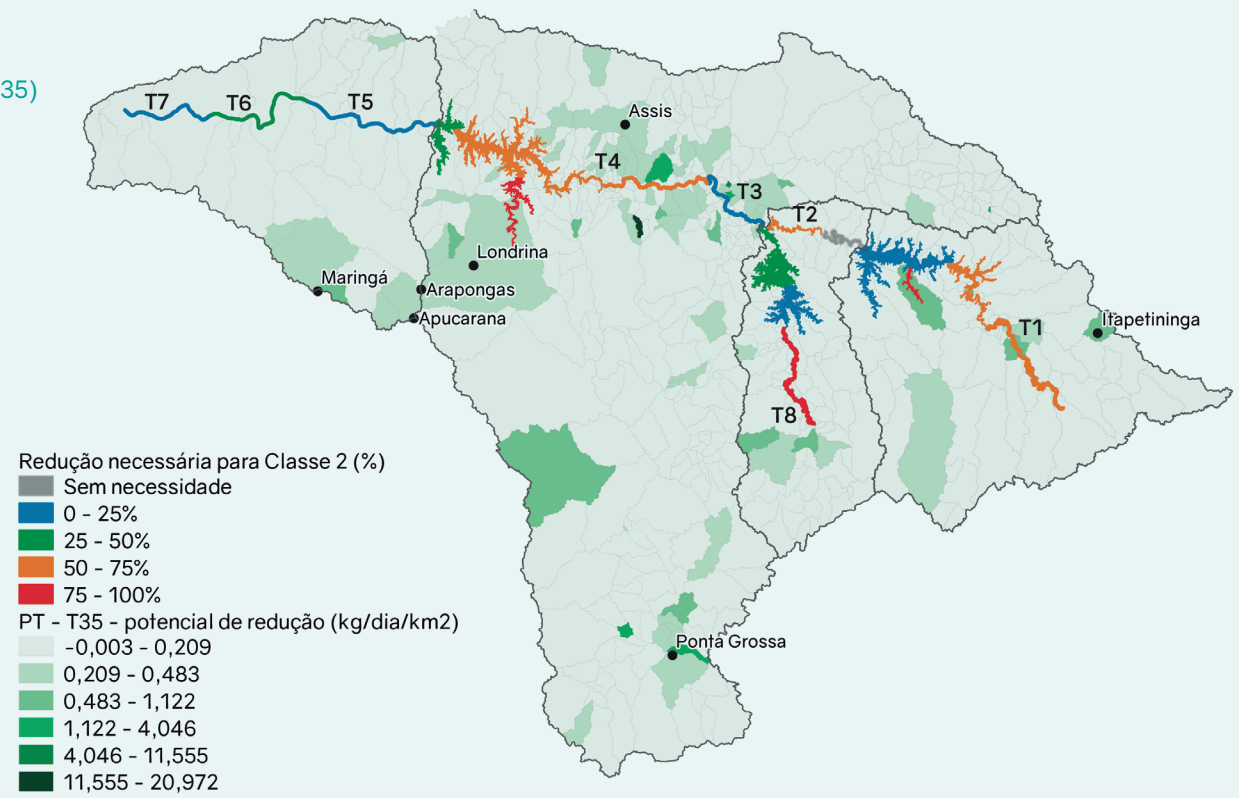 35)
T7
T6
T5
Assis
T4
T3
T2
Londrina
Maringá
Arapongas
Apucarana
Itapetininga
T1
T8
Redução necessária para Classe 2 (%)
Sem necessidade
0 - 25%
25 - 50%
50 - 75%
75 - 100%
PT - T35 - potencial de redução (kg/dia/km2)
-0,003 - 0,209
0,209 - 0,483
0,483 - 1,122
1,122 - 4,046
4,046 - 11,555
11,555 - 20,972
Ponta Grossa